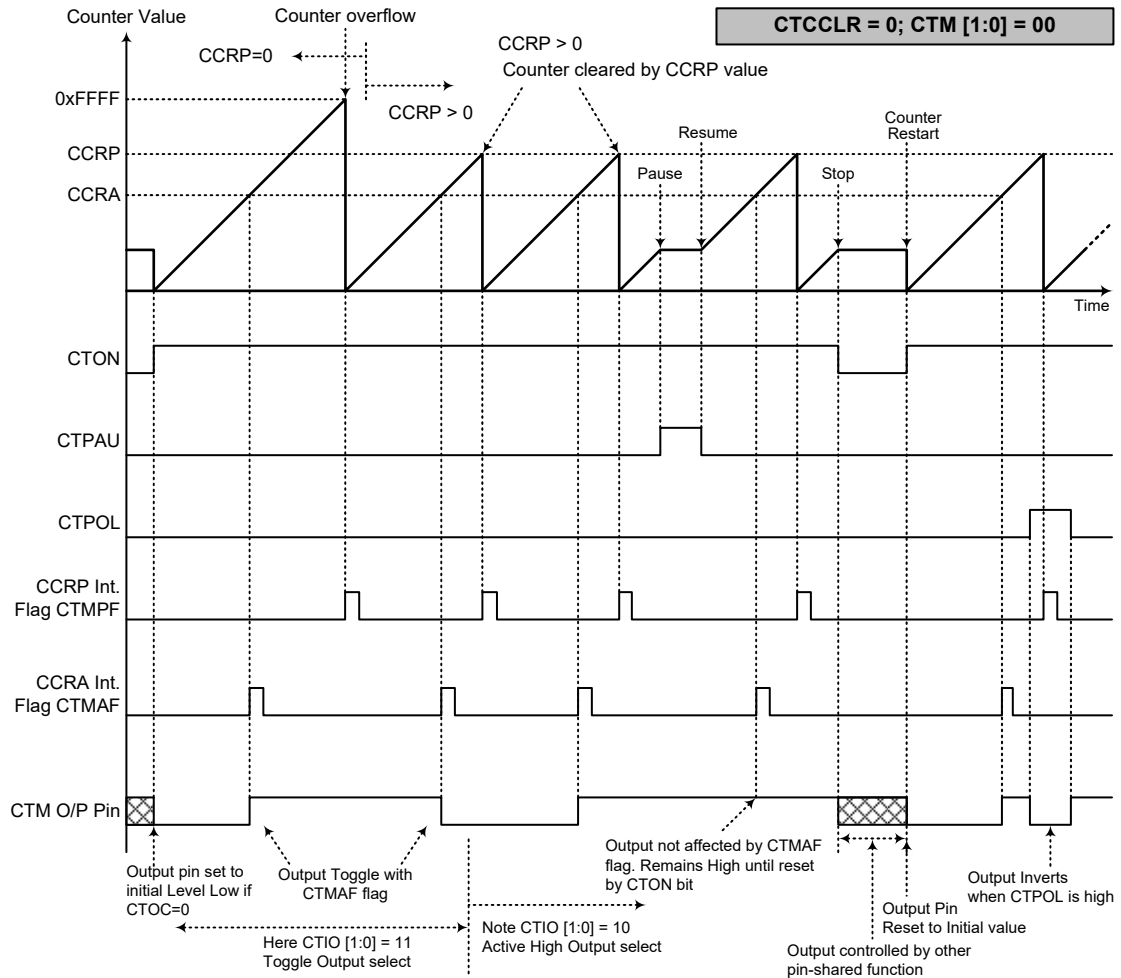 Counter Value
Counter overflow
CTCCLR = 0; CTM [1:0] = 00
CCRP=0
CCRP > 0
CCRP > 0
Counter cleared by CCRP value
0xFFFF
CCRP
CCRA
Pause
Resume
Stop
Counter
Restart
Time
CTON
CTPAU
CTPOL
CCRP Int.
Flag CTMPF
CCRA Int.
Flag CTMAF
CTM O/P Pin
Output pin set to
initial Level Low if
CTOC=0
Output Toggle with
CTMAF flag
Output not affected by CTMAF
flag. Remains High until reset
by CTON bit
Output Inverts
when CTPOL is high
Output Pin
Reset to Initial value
Here CTIO [1:0] = 11
Toggle Output select
Note CTIO [1:0] = 10
Active High Output select
Output controlled by other
pin-shared function